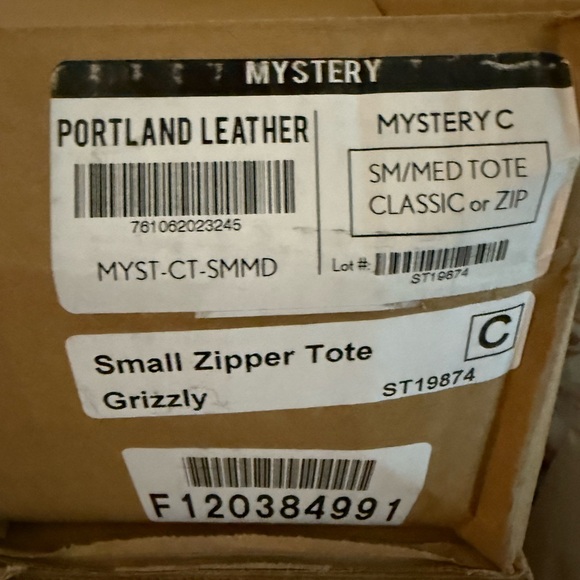 MYSTERY
PORTLAND LEATHER
761062023245
MYST-CT-SMMD
MYSTERY C
SM/MED TOTE
CLASSIC or ZIP
Lot #:
ST19874
Small Zipper Tote
Grizzly
C
ST19874
F120384991